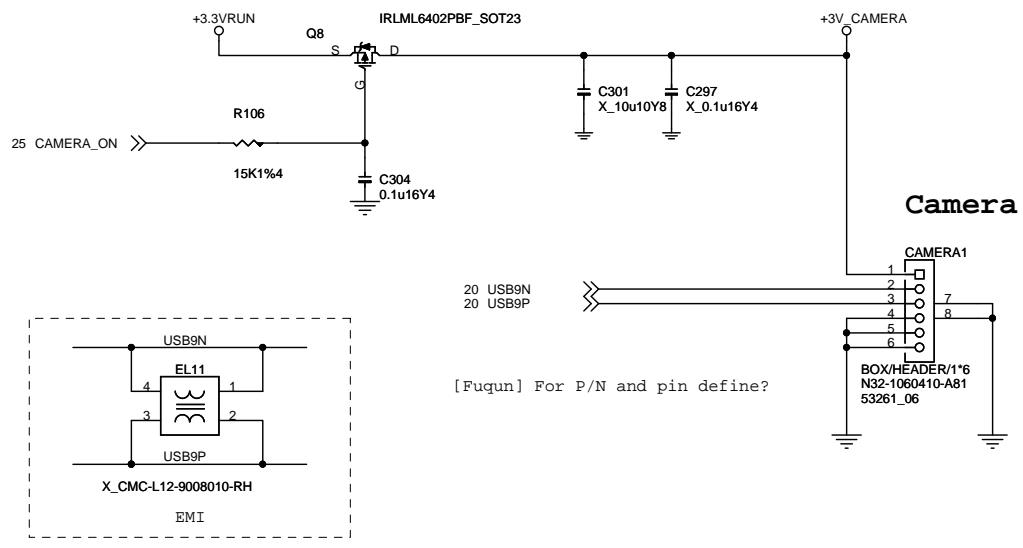 +3.3VRUN
Q8
IRLML6402PBF_SOT23
+3V_CAMERA
S
D
G
C301
X_10u10Y8
C297
X_0.1u16Y4
R106
25 CAMERA_ON
15K1%4
C304
0.1u16Y4
Camera
CAMERA1
1
20 USB9N
2
20 USB9P
3
7
4
8
5
6
BOX/HEADER/1*6
N32-1060410-A81
53261_06
[Fuqun] For P/N and pin define?
USB9N
EL11
4
1
3
2
USB9P
X_CMC-L12-9008010-RH
EMI